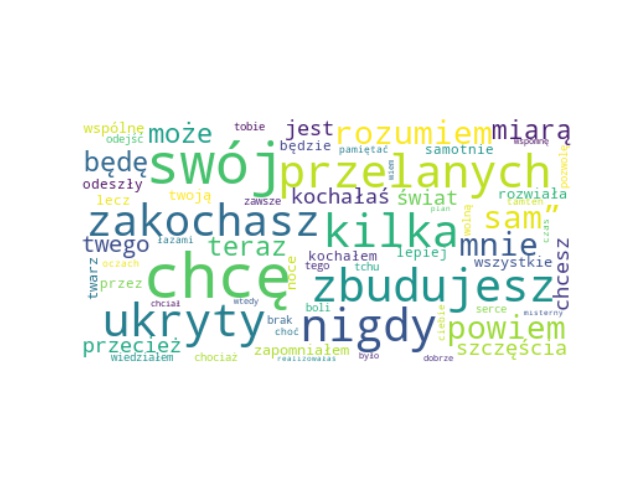 wspólnę
odejść
może
tobie
jest
rozumiem
miarą
wspomnę
będę
swój
będzie
pamiętać
samotnie
odeszły
przelanych
wiem
pozwolę
lecz
twoją
zawsze
kochałaś
świat
rozwiała
tamten
zakochasz
kilka
pian
wolną
sam”
czas
twego
łzami
teraz
kochałem
lepiej
mnie
wszystkie
chcesz
twarz
oczach
przez
chcę
noce
tego
tchu
zbudujesz
chciał
wtedy
boli
serce
misterny
ukryty
brak
choć
nigdy
ciebie
powiem
przecież
zapomniałem
szczęścia
wiedziałem
chociaż
realizowałaś
było
dobrze